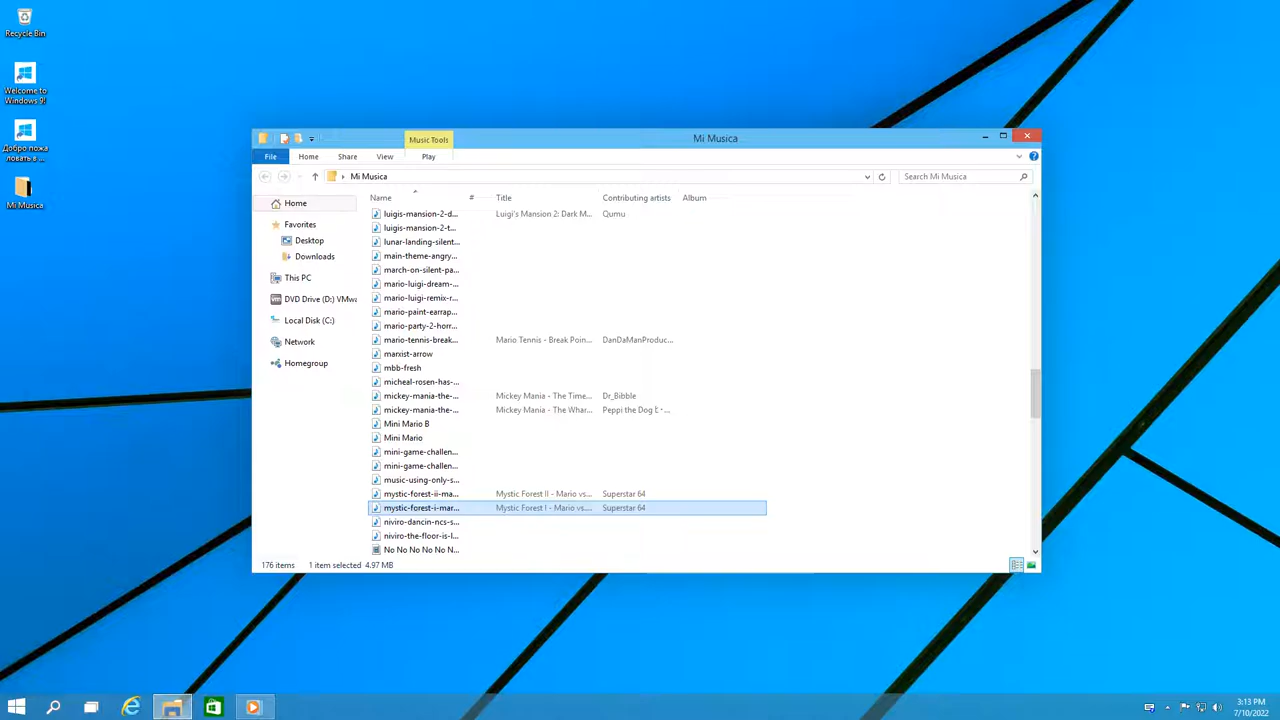 Recycle Bin
Welcome to
Windows 9!
Добро пожа
ловать в ...
Mi Musica
Music Tools
Mi Musica
File
Home
Share
View
Play
Mi Musica
Search Mi Musica
Home
Favorites
Desktop
Downloads
This PC
DVD Drive (D:) VMwa
Local Disk (C:)
Network
Homegroup
Name # Title Contributing artists Album
luigis-mansion-2-d... Luigi's Mansion 2: Dark M... Qumu
luigis-mansion-2-t...
lunar-landing-silent...
main-theme-angry...
march-on-silent-pa...
mario-luigi-dream-...
mario-luigi-remix-r...
mario-paint-earrap...
mario-party-2-horr...
mario-tennis-break... Mario Tennis - Break Poin... DanDaManProduc...
marxist-arrow
mbb-fresh
micheal-rosen-has-...
mickey-mania-the-... Mickey Mania - The Time... Dr_Bibble
mickey-mania-the-... Mickey Mania - The Whar... Peppi the Dog
Mini Mario B
Mini Mario
mini-game-challen...
mini-game-challen...
music-using-only-s...
mystic-forest-ii-ma... Mystic Forest II - Mario vs.... Superstar 64
mystic-forest-i-mar... Mystic Forest I - Mario vs.... Superstar 64
niviro-dancin-ncs-s...
niviro-the-floor-is-l...
No No No No No N...
176 items 1 item selected 4.97 MB
3:13 PM
7/10/2022